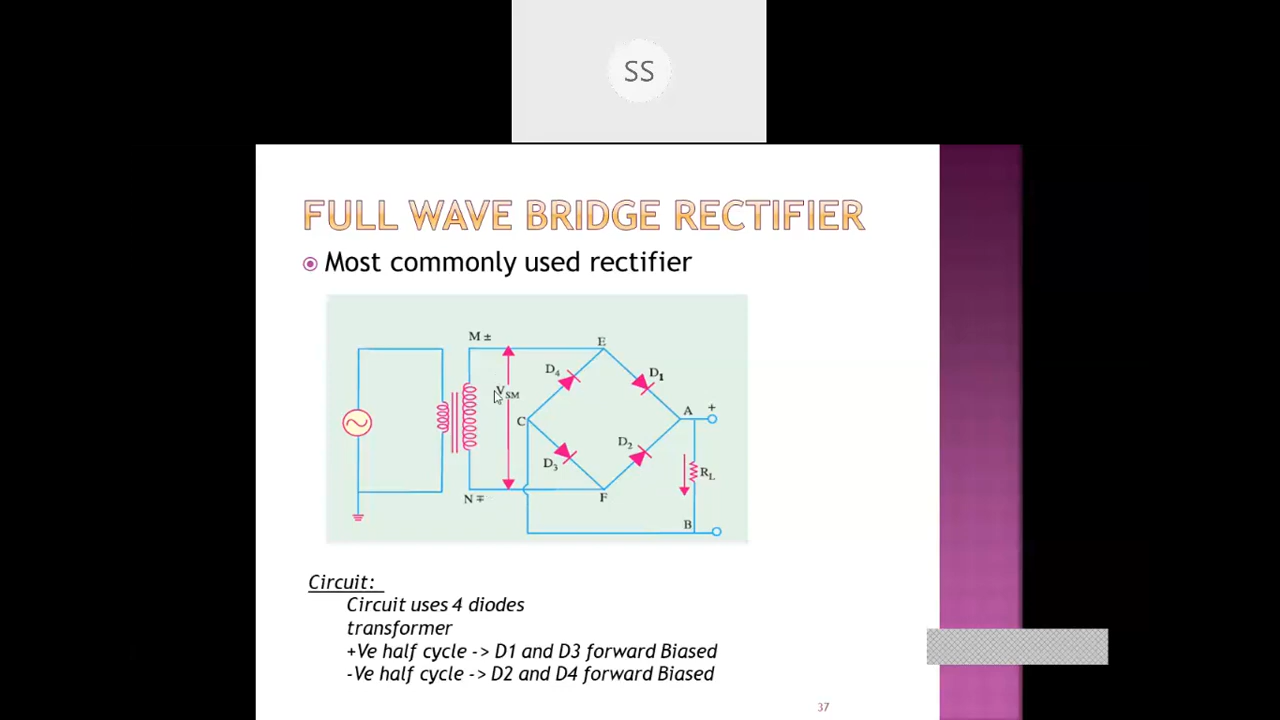 SS
FULL WAVE BRIDGE RECTIFIER
Most commonly used rectifier
M ±
E
D4
D1
VSM
A
+
C
D2
D3
RL
N ∓
F
B
Circuit:
Circuit uses 4 diodes
transformer
+Ve half cycle -> D1 and D3 forward Biased
-Ve half cycle -> D2 and D4 forward Biased
37